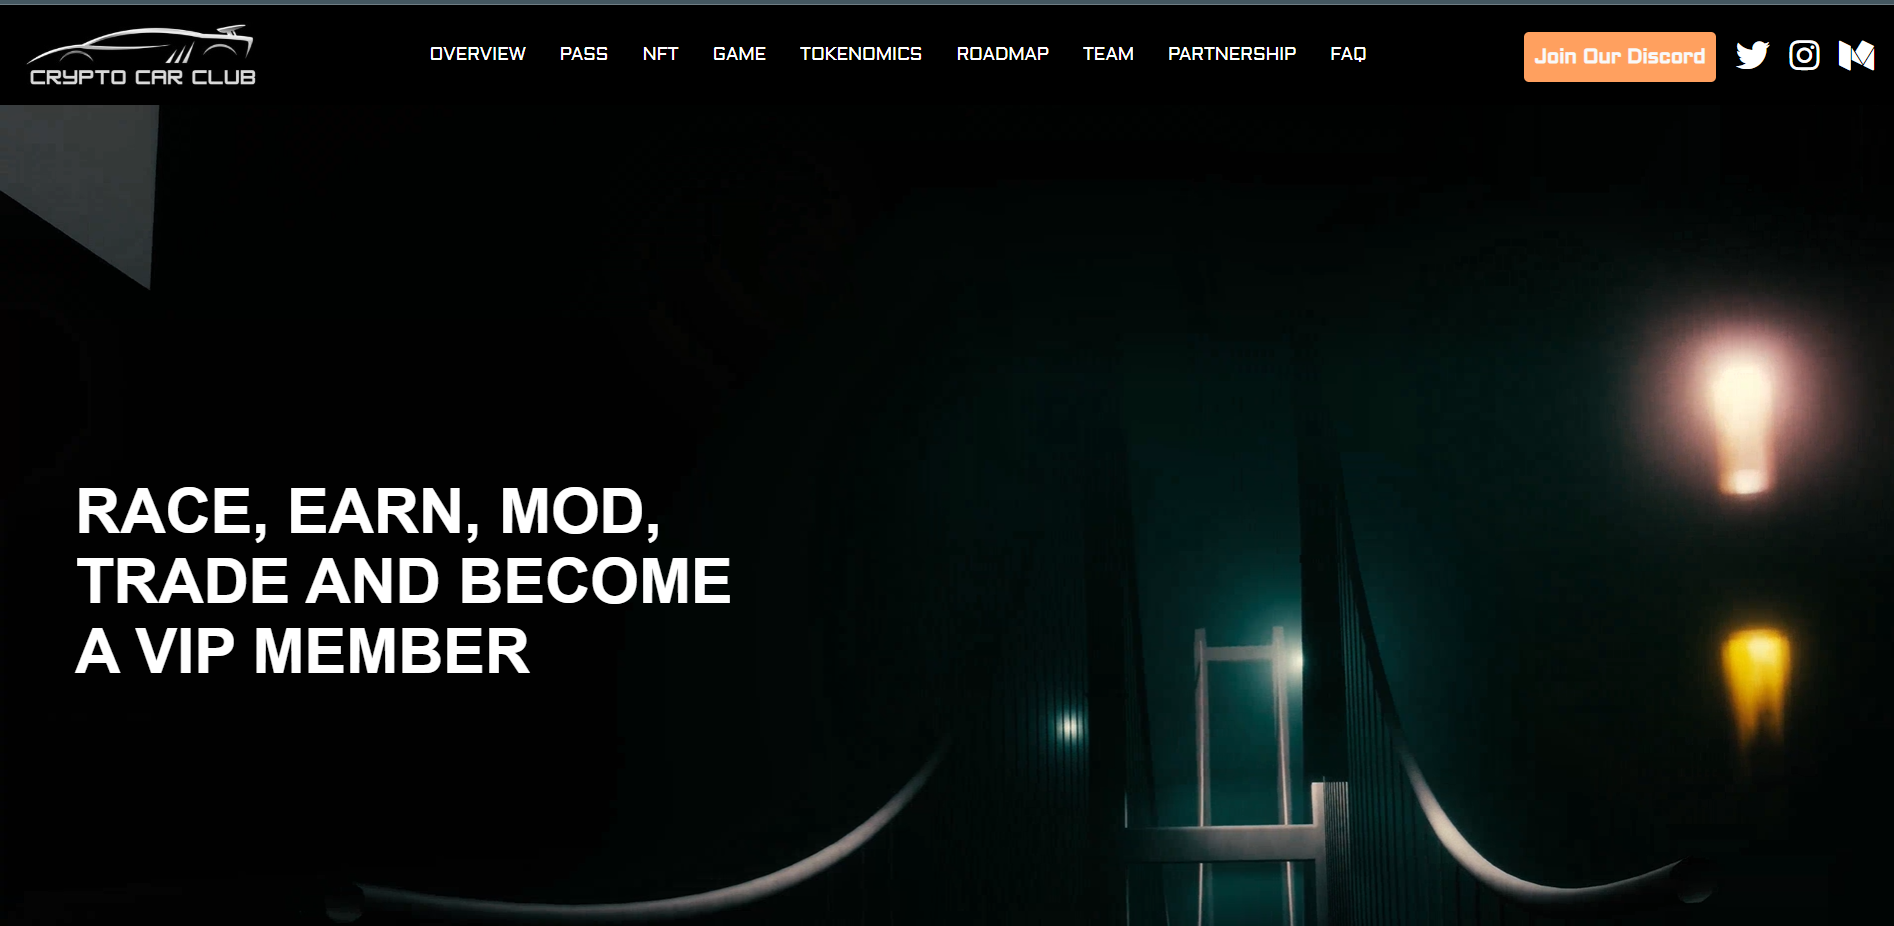 CRYPTO CAR CLUB
OVERVIEW PASS NFT GAME TOKENOMICS ROADMAP TEAM PARTNERSHIP FAQ
Join Our Discord
RACE, EARN, MOD,
TRADE AND BECOME
A VIP MEMBER